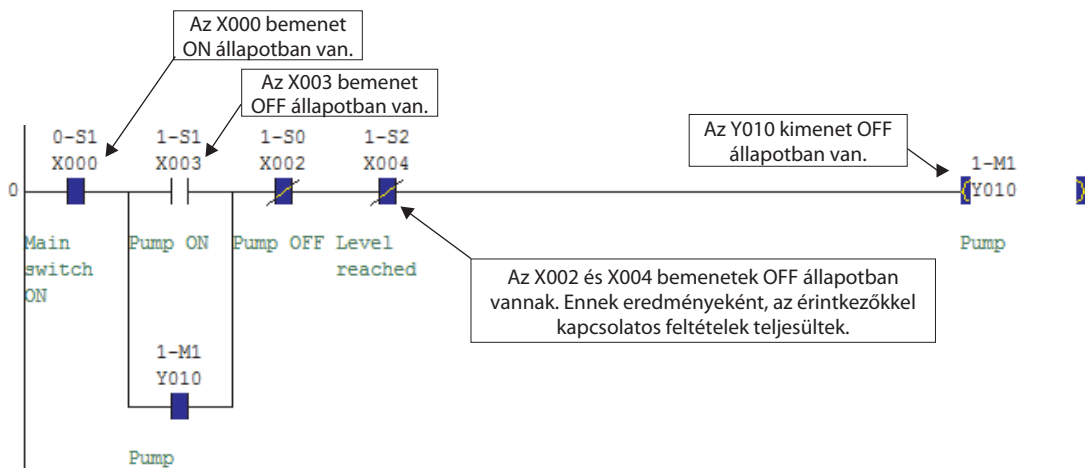 Az X000 bemenet
ON állapotban van.
Az X003 bemenet
OFF állapotban van.
Az Y010 kimenet OFF
állapotban van.
0-S1 1-S1 1-S0 1-S2
X000 X003 X002 X004
1-M1
0
Y010
Main Pump ON Pump OFF Level
switch reached
ON
Pump
Az X002 és X004 bemenetek OFF állapotban
vannak. Ennek eredményeként, az érintkezőkkel
kapcsolatos feltételek teljesültek.
1-M1
Y010
Pump